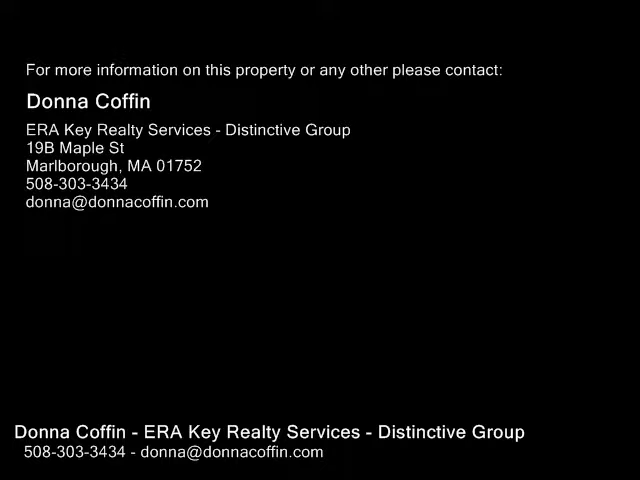 For more information on this property or any other please contact:
Donna Coffin
ERA Key Realty Services - Distinctive Group
19B Maple St
Marlborough, MA 01752
508-303-3434
donna@donnacoffin.com
Donna Coffin - ERA Key Realty Services - Distinctive Group
508-303-3434 - donna@donnacoffin.com